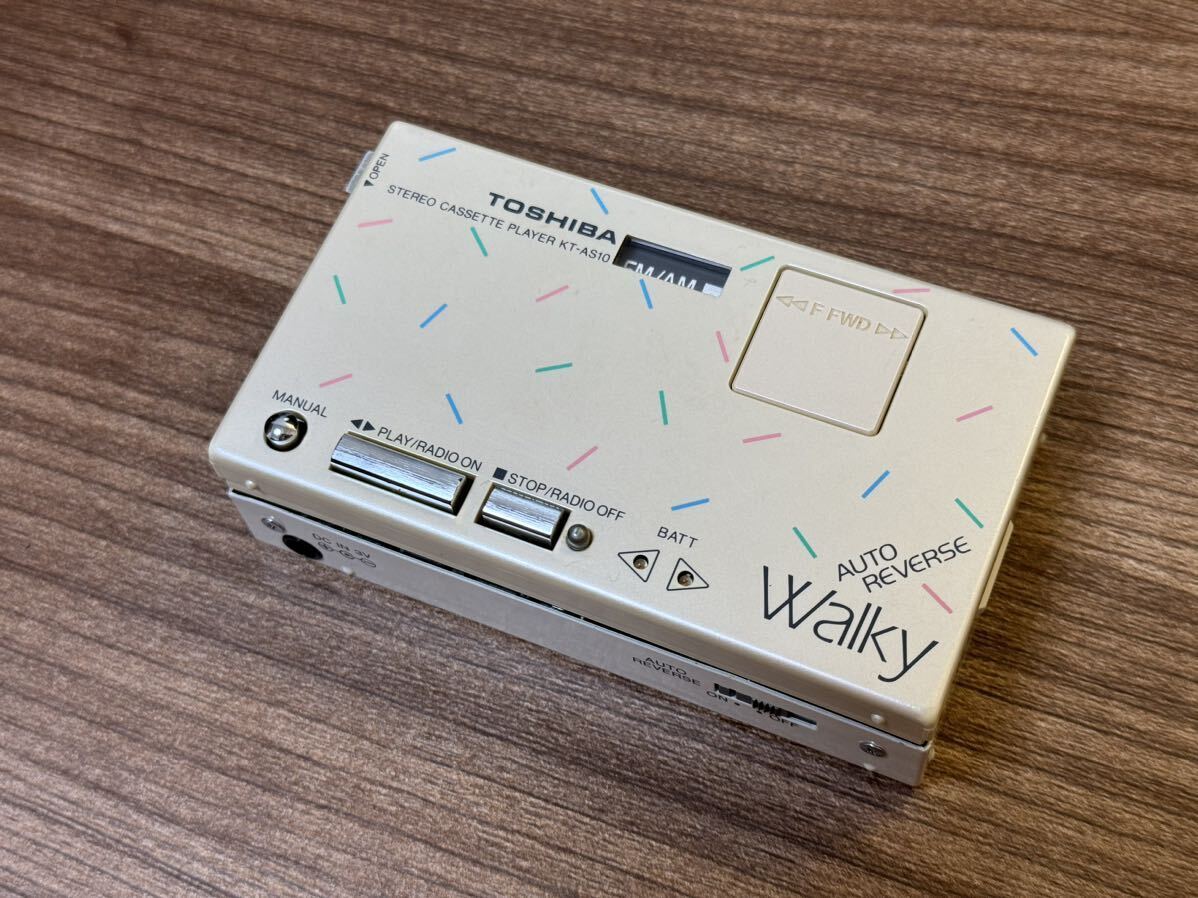 ▼OPEN
TOSHIBA
STEREO CASSETTE PLAYER KT-AS10
FM/AM
◁◁ F FWD ▷▷
MANUAL
◀▶ PLAY/RADIO ON
■ STOP/RADIO OFF
BATT
AUTO
REVERSE
Walky
DC IN 3V
AUTO
REVERSE
ON • OFF